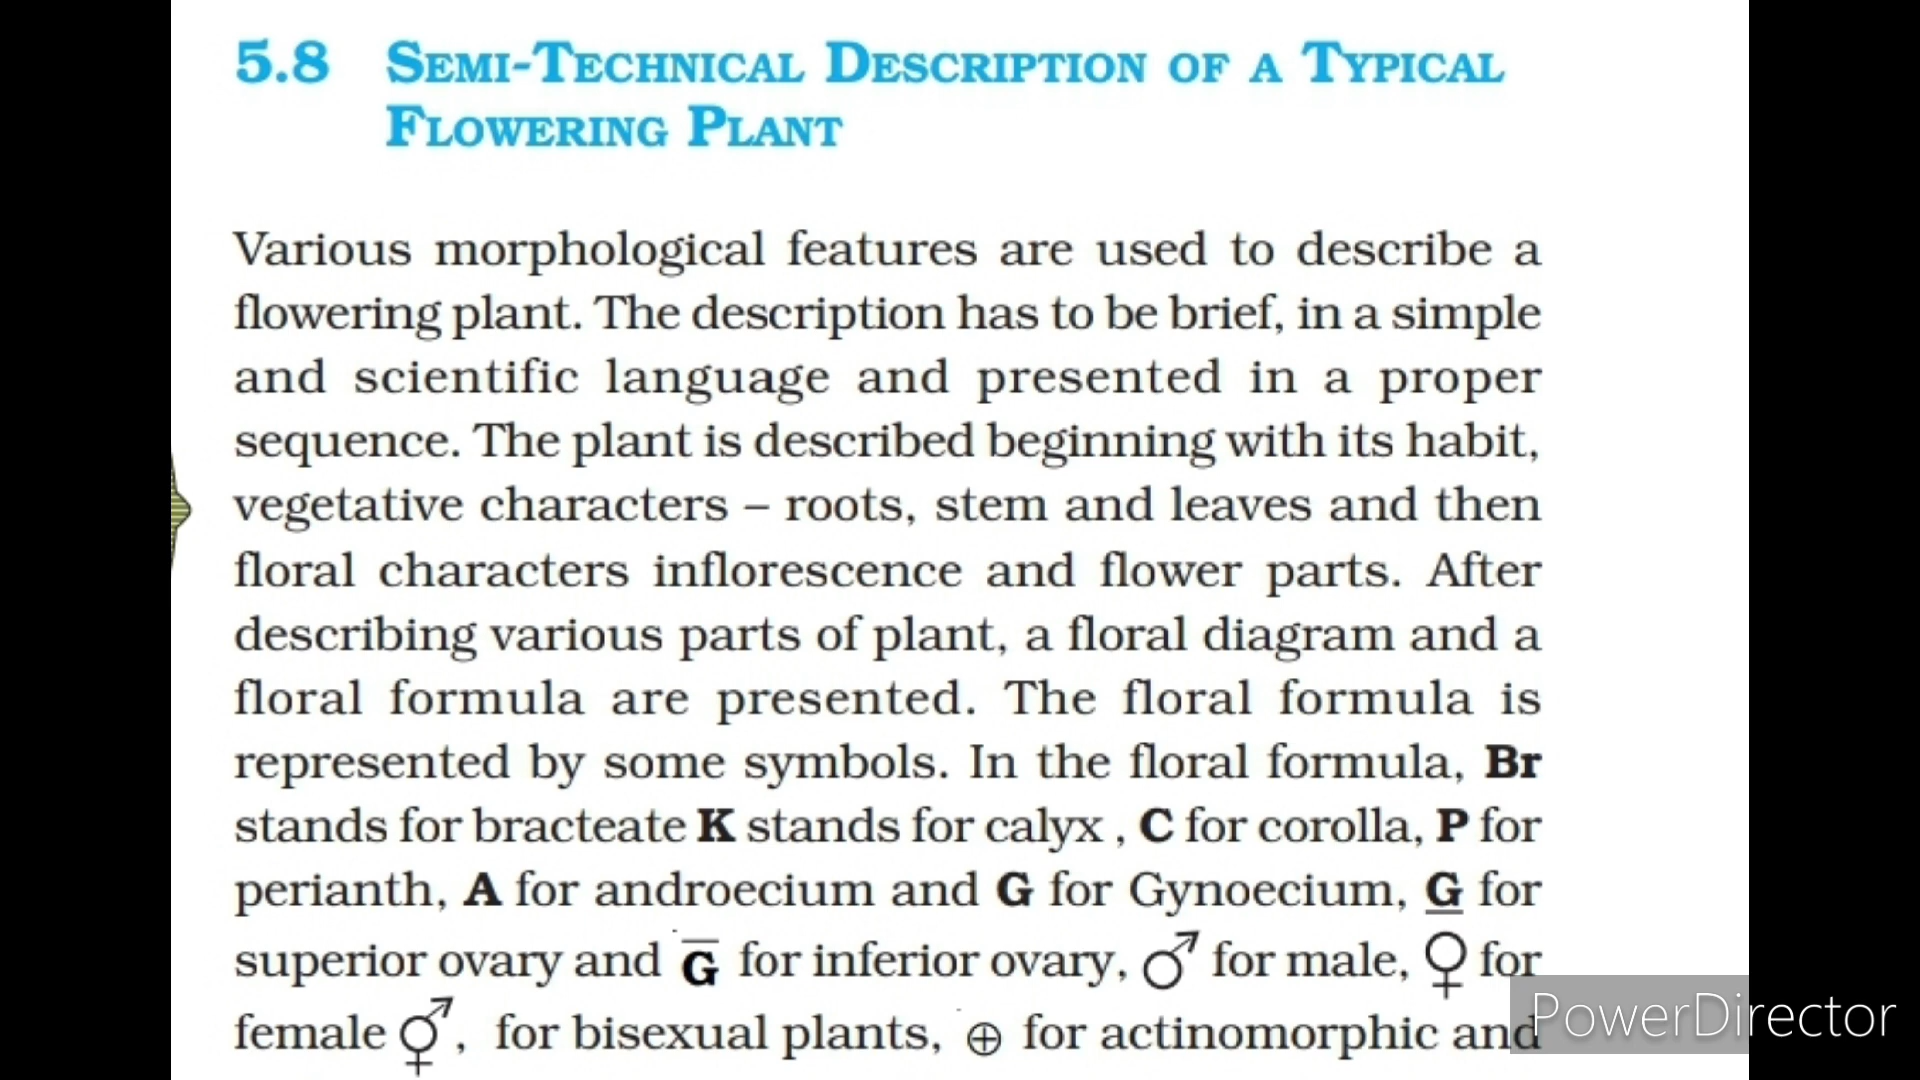 5.8 SEMI-TECHNICAL DESCRIPTION OF A TYPICAL
FLOWERING PLANT
Various morphological features are used to describe a
flowering plant. The description has to be brief, in a simple
and scientific language and presented in a proper
sequence. The plant is described beginning with its habit,
vegetative characters – roots, stem and leaves and then
floral characters inflorescence and flower parts. After
describing various parts of plant, a floral diagram and a
floral formula are presented. The floral formula is
represented by some symbols. In the floral formula, Br
stands for bracteate K stands for calyx , C for corolla, P for
perianth, A for androecium and G for Gynoecium, G̲ for
superior ovary and G̅ for inferior ovary, ♂ for male, ♀ for
female ⚥, for bisexual plants, ⊕ for actinomorphic and
PowerDirector